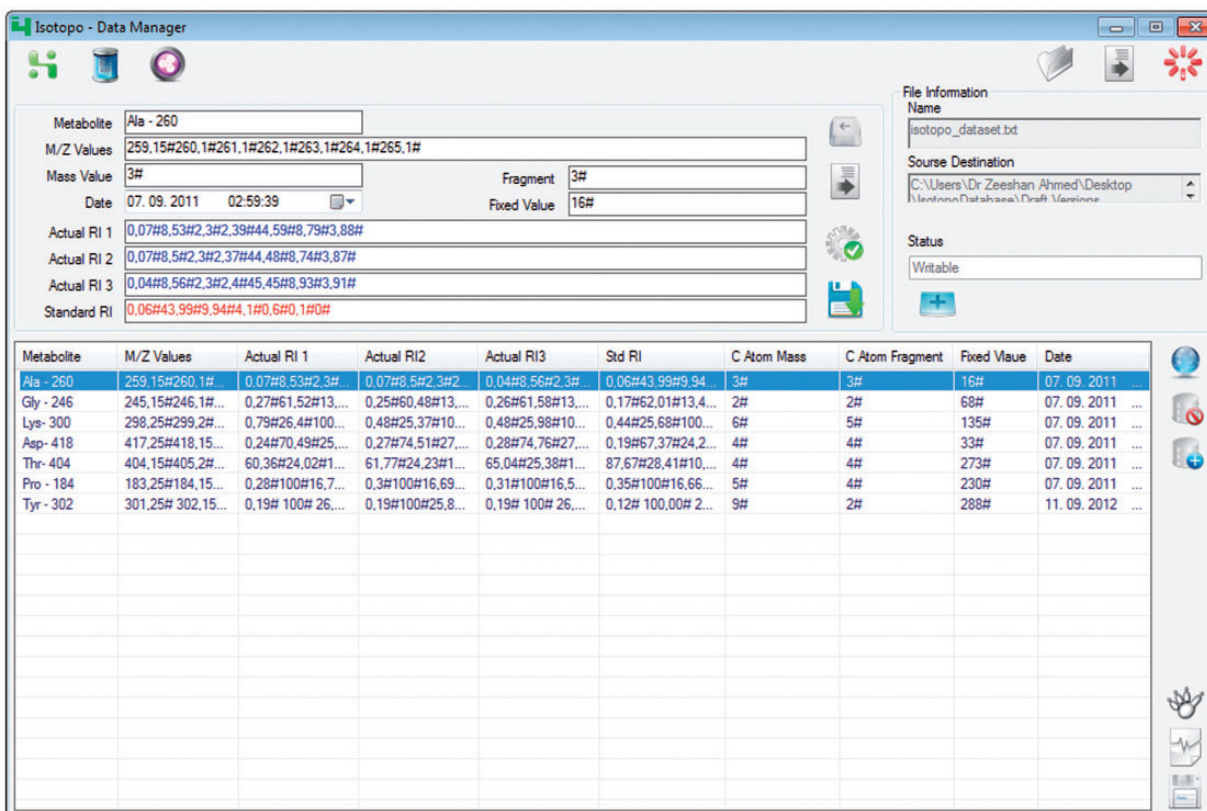 Isotopo - Data Manager
File Information
Name
isotopo_dataset.txt
Sourse Destination
C:\Users\Dr Zeeshan Ahmed\Desktop
\IsotopoDatabase\Draft Versions
Status
Writable
Metabolite Ala - 260
M/Z Values 259,15#260,1#261,1#262,1#263,1#264,1#265,1#
Mass Value 3# Fragment 3#
Date 07. 09. 2011 02:59:39 Fixed Value 16#
Actual RI 1 0,07#8,53#2,3#2,39#44,59#8,79#3,88#
Actual RI 2 0,07#8,5#2,3#2,37#44,48#8,74#3,87#
Actual RI 3 0,04#8,56#2,3#2,4#45,45#8,93#3,91#
Standard RI 0,06#43,99#9,94#4,1#0,6#0,1#0#
Metabolite M/Z Values Actual RI 1 Actual RI2 Actual RI3 Std RI C Atom Mass C Atom Fragment Fixed Vlaue Date
Ala - 260 259,15#260,1#... 0,07#8,53#2,3#... 0,07#8,5#2,3#2... 0,04#8,56#2,3#... 0,06#43,99#9,94... 3# 3# 16# 07. 09. 2011 ...
Gly - 246 245,15#246,1#... 0,27#61,52#13,... 0,25#60,48#13,... 0,26#61,58#13,... 0,17#62,01#13,4... 2# 2# 68# 07. 09. 2011 ...
Lys- 300 298,25#299,2#... 0,79#26,4#100... 0,48#25,37#10... 0,48#25,98#10... 0,44#25,68#100... 6# 5# 135# 07. 09. 2011 ...
Asp- 418 417,25#418,15... 0,24#70,49#25,... 0,27#74,51#27,... 0,28#74,76#27,... 0,19#67,37#24,2... 4# 4# 33# 07. 09. 2011 ...
Thr- 404 404,15#405,2#... 60,36#24,02#1... 61,77#24,23#1... 65,04#25,38#1... 87,67#28,41#10,... 4# 4# 273# 07. 09. 2011 ...
Pro - 184 183,25#184,15... 0,28#100#16,7... 0,3#100#16,69... 0,31#100#16,5... 0,35#100#16,66... 5# 4# 230# 07. 09. 2011 ...
Tyr - 302 301,25# 302,15... 0,19# 100# 26,... 0,19#100#25,8... 0,19# 100# 26,... 0,12# 100,00# 2... 9# 2# 288# 11. 09. 2012 ...